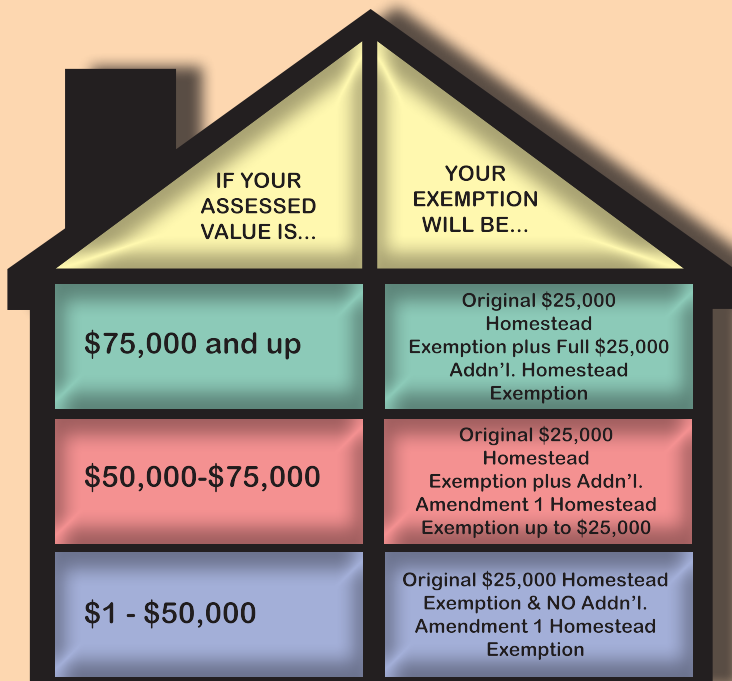 IF YOUR
ASSESSED
VALUE IS...
YOUR
EXEMPTION
WILL BE...
$75,000 and up
Original $25,000
Homestead
Exemption plus Full $25,000
Addn’l. Homestead
Exemption
$50,000-$75,000
Original $25,000
Homestead
Exemption plus Addn’l.
Amendment 1 Homestead
Exemption up to $25,000
$1 - $50,000
Original $25,000 Homestead
Exemption & NO Addn’l.
Amendment 1 Homestead
Exemption